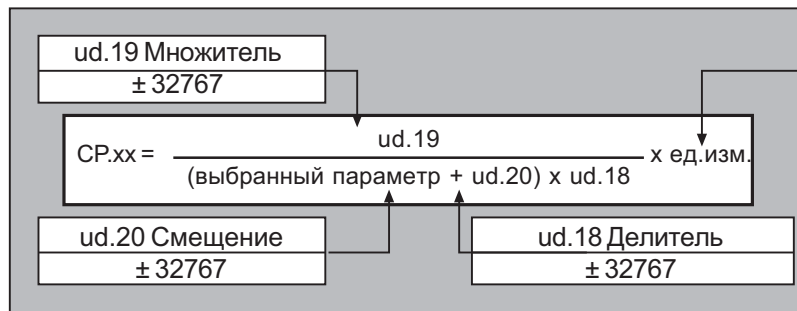 ud.19 Множитель
± 32767
ud.19
CP.xx =
x ед.изм.
(выбранный параметр + ud.20) x ud.18
ud.20 Смещение
ud.18 Делитель
± 32767
± 32767